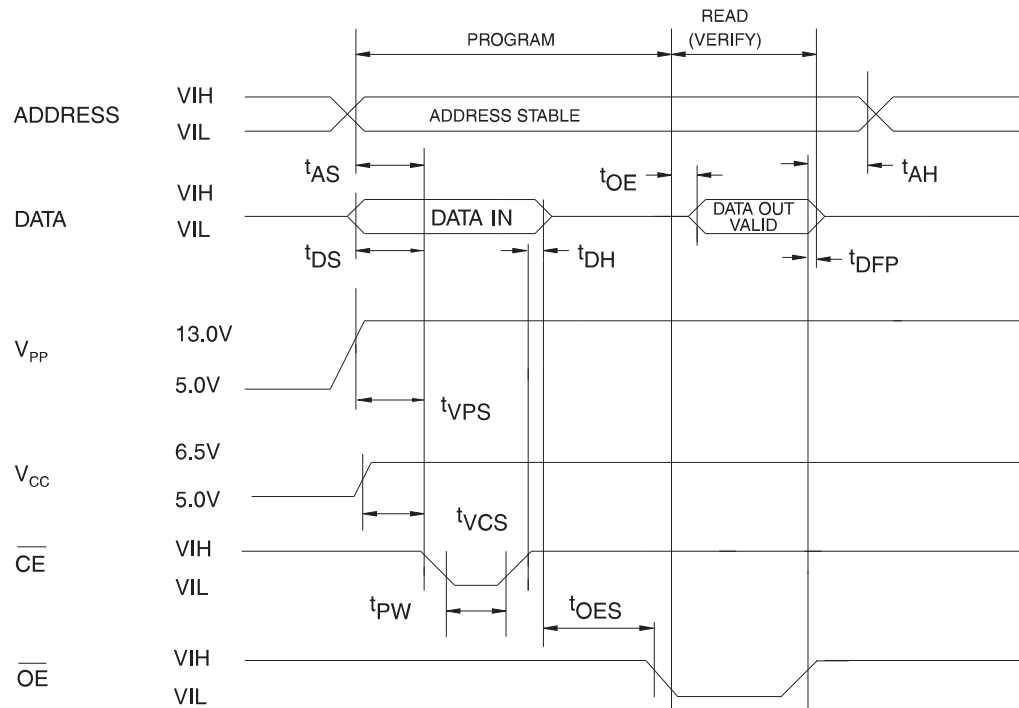 READ
PROGRAM (VERIFY)
ADDRESS VIH
VIL ADDRESS STABLE
tAS tOE tAH
DATA VIH
VIL DATA IN DATA OUT
VALID
tDS tDH tDFP
VPP 13.0V
5.0V
tVPS
VCC 6.5V
5.0V
tVCS
CE VIH
VIL
tPW tOES
OE VIH
VIL